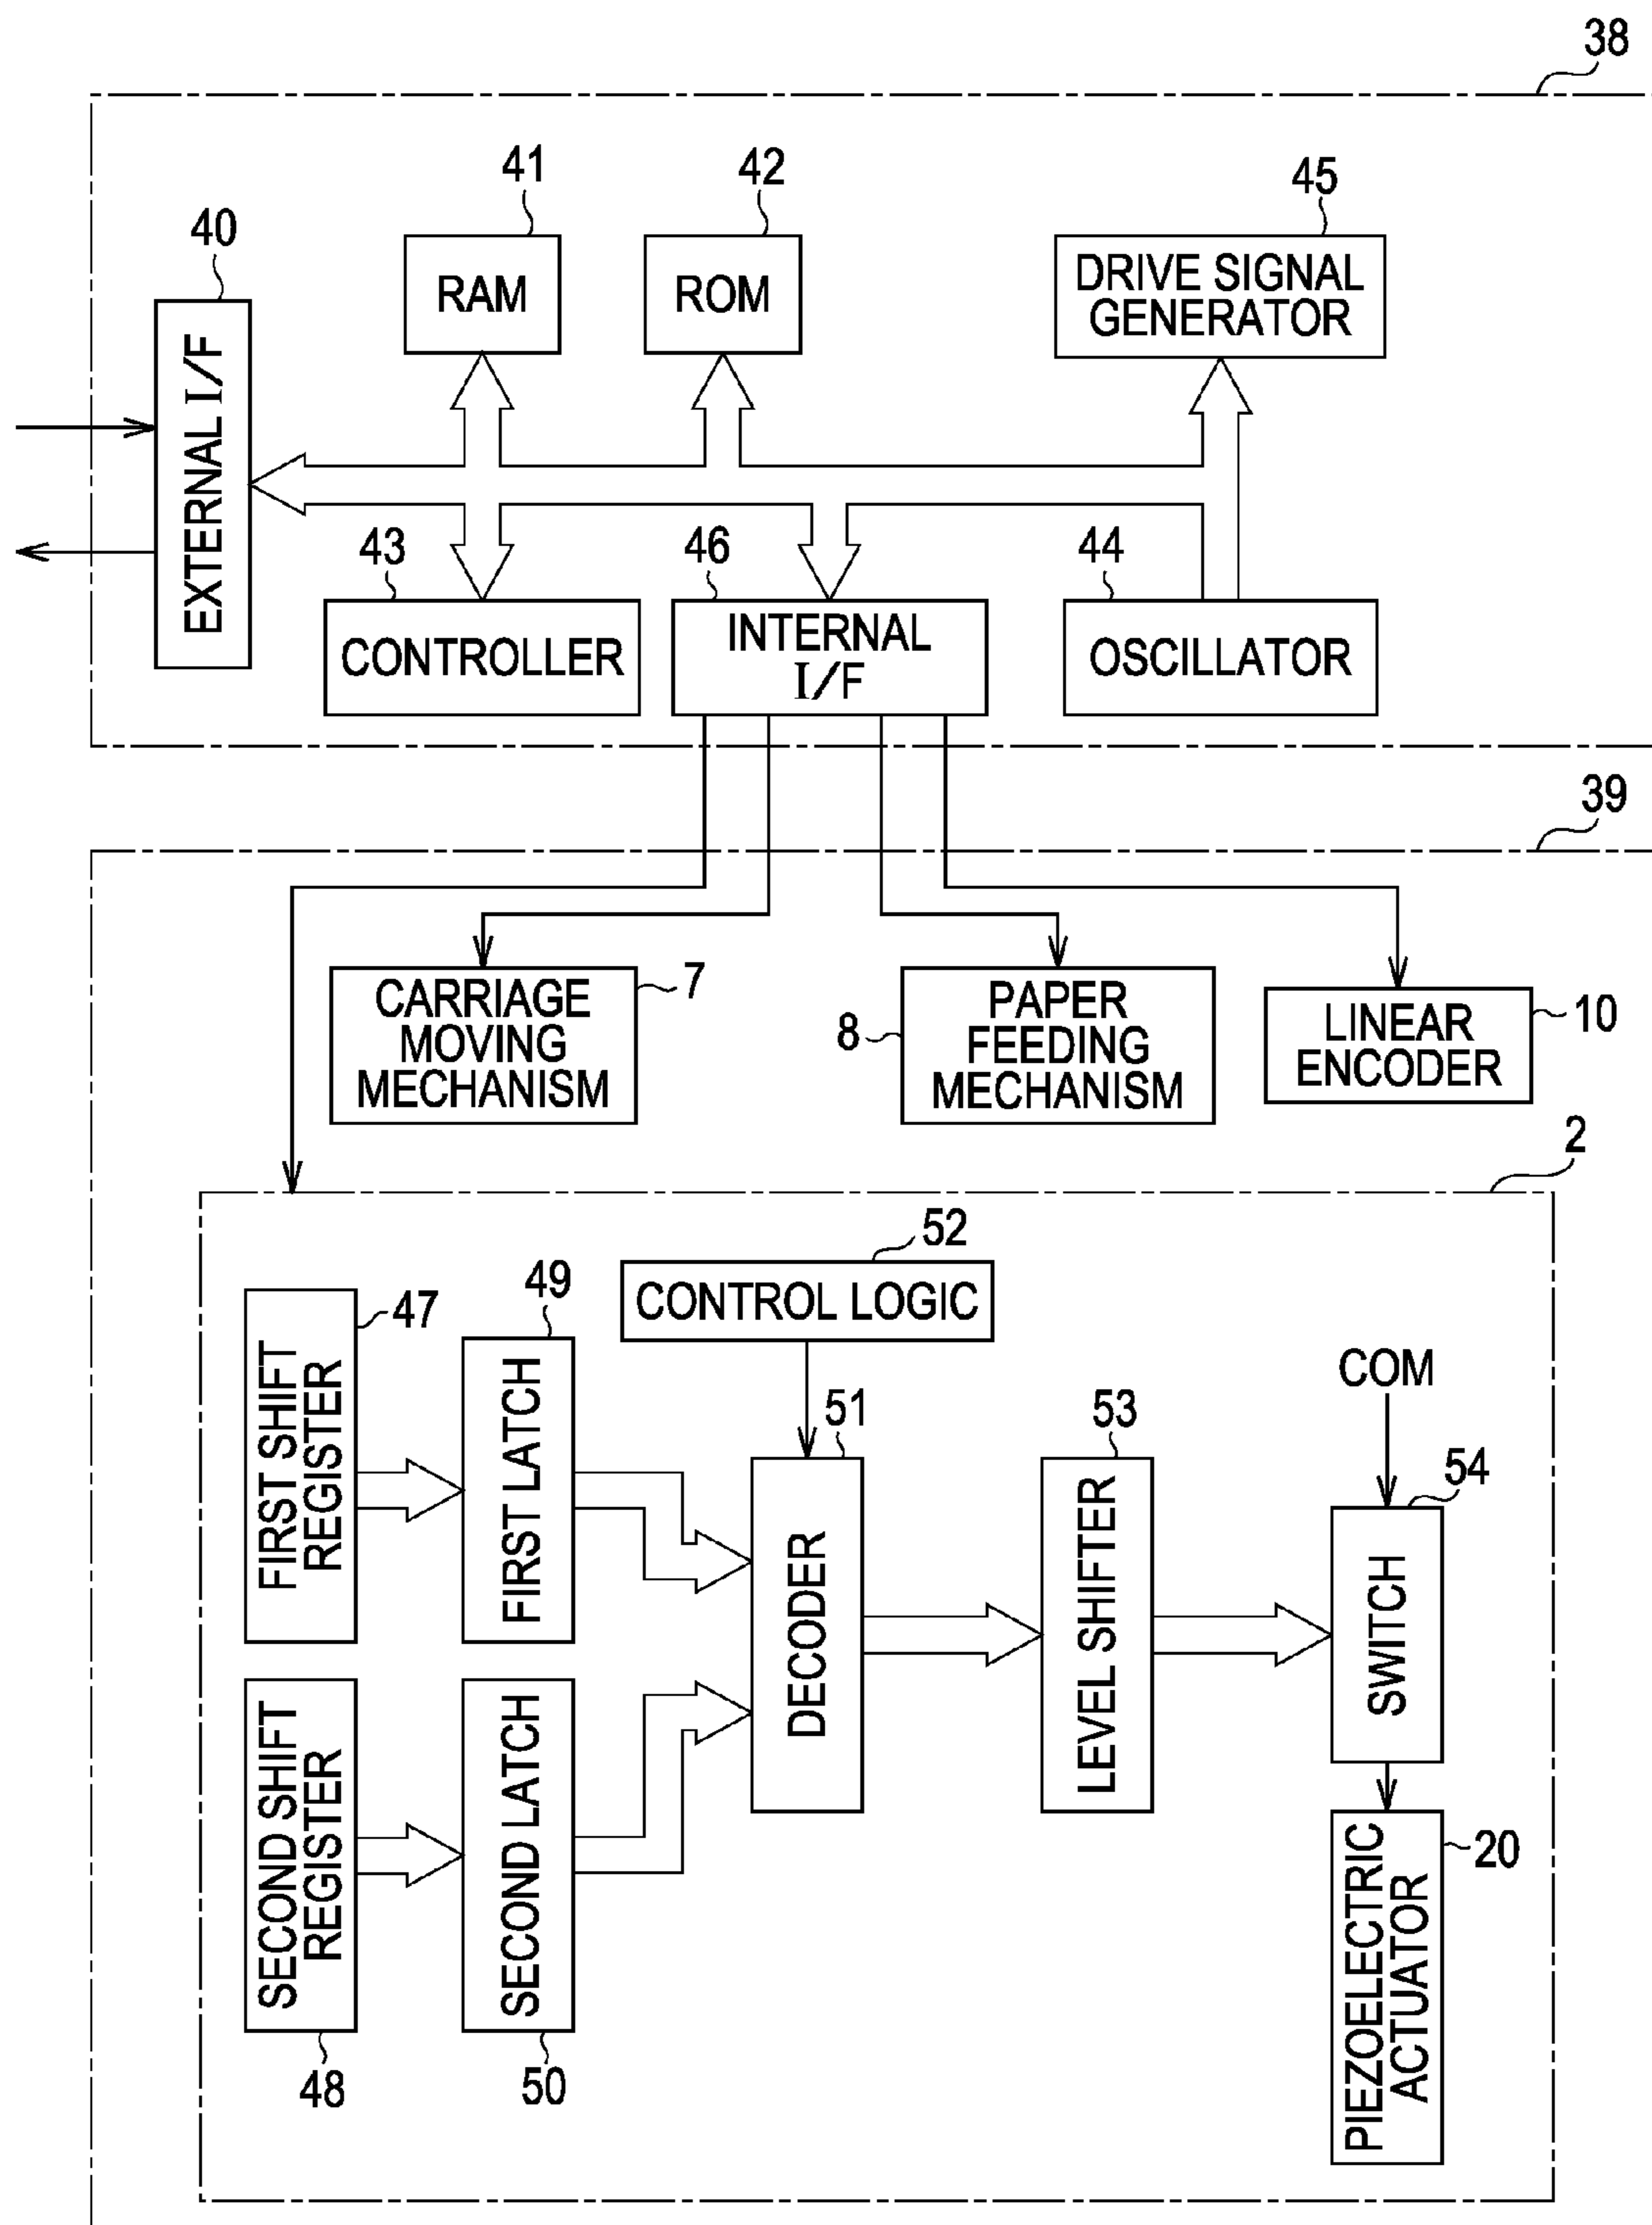 38
41
42
45
40
RAM
ROM
DRIVE SIGNAL
GENERATOR
EXTERNAL I/F
43
46
44
CONTROLLER
INTERNAL
I/F
OSCILLATOR
39
CARRIAGE
MOVING
MECHANISM
7
8
PAPER
FEEDING
MECHANISM
LINEAR
ENCODER
10
2
52
CONTROL LOGIC
47
49
FIRST SHIFT
REGISTER
FIRST LATCH
51
53
COM
54
DECODER
LEVEL SHIFTER
SWITCH
SECOND SHIFT
REGISTER
SECOND LATCH
20
PIEZOELECTRIC
ACTUATOR
48
50